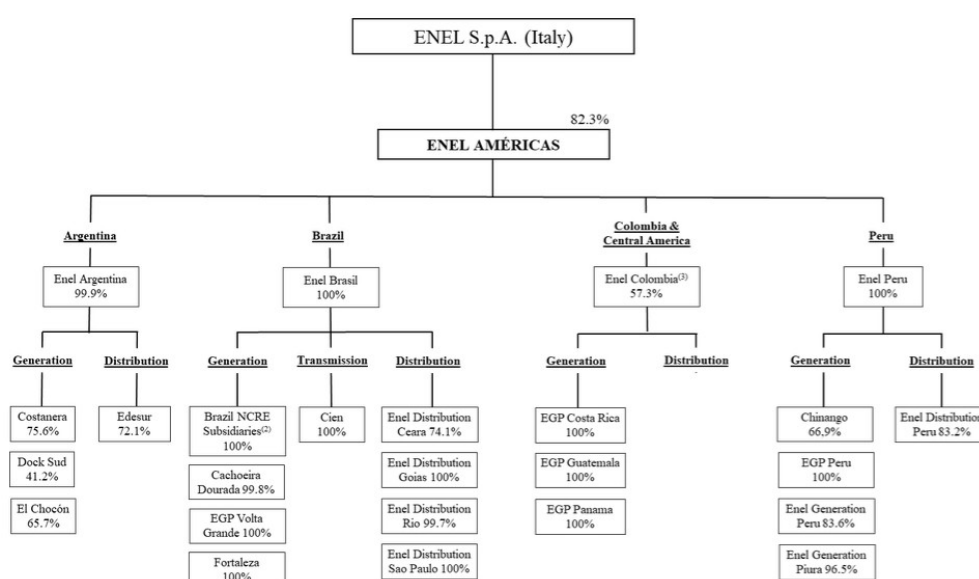 ENEL S.p.A. (Italy)
82.3%
ENEL AMÉRICAS
Argentina
Brazil
Colombia &
Central America
Peru
Enel Argentina
99.9%
Enel Brasil
100%
Enel Colombia(3)
57.3%
Enel Peru
100%
Generation
Distribution
Generation
Transmission
Distribution
Generation
Distribution
Generation
Distribution
Costanera
75.6%
Dock Sud
41.2%
El Chocón
65.7%
Edesur
72.1%
Brazil NCRE
Subsidiaries(2)
100%
Cachoeira
Dourada 99.8%
EGP Volta
Grande 100%
Fortaleza
100%
Cien
100%
Enel Distribution
Ceara 74.1%
Enel Distribution
Goias 100%
Enel Distribution
Rio 99.7%
Enel Distribution
Sao Paulo 100%
EGP Costa Rica
100%
EGP Guatemala
100%
EGP Panama
100%
Chinango
66,9%
EGP Peru
100%
Enel Generation
Peru 83.6%
Enel Generation
Piura 96.5%
Enel Distribution
Peru 83.2%